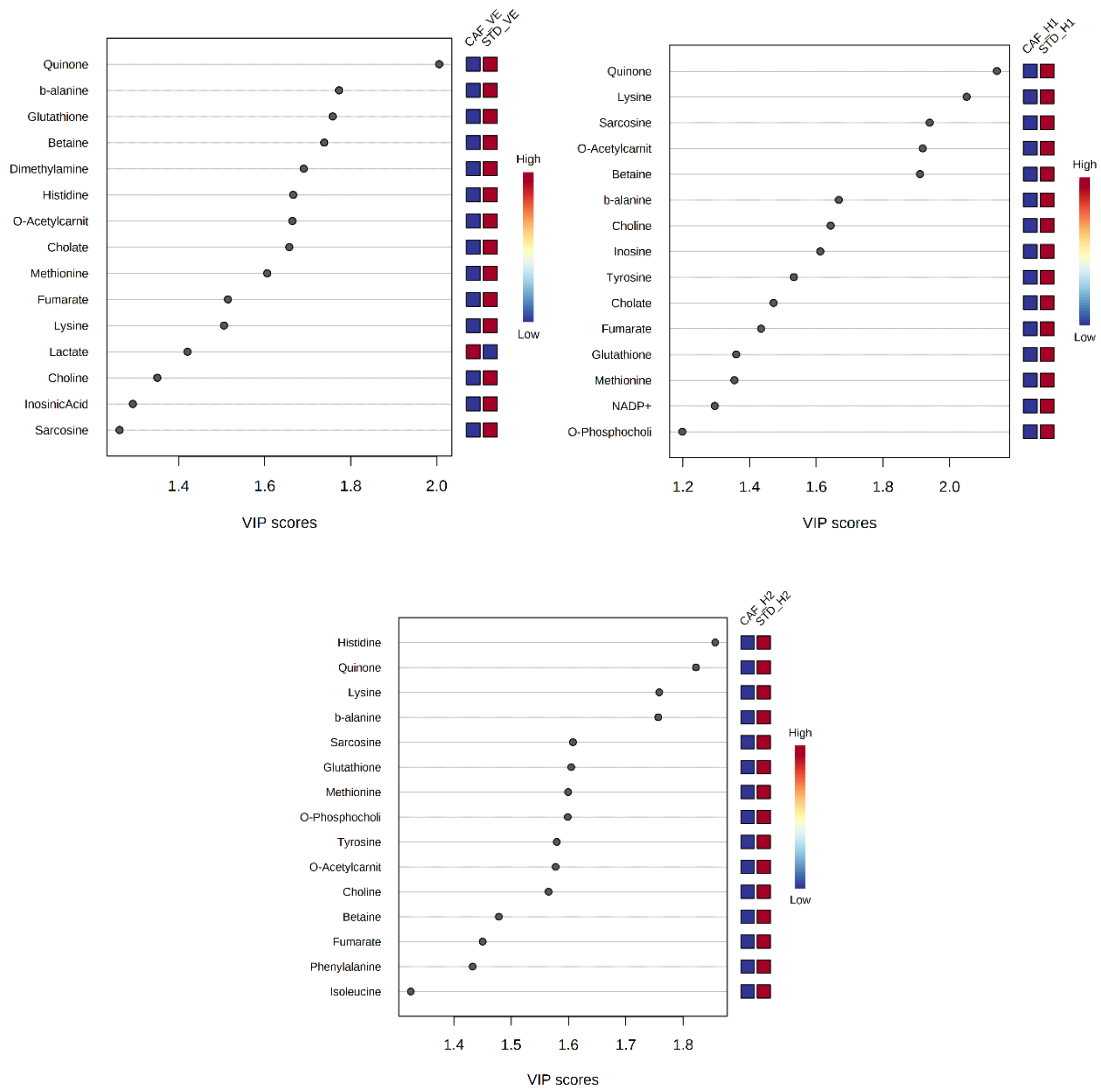 CAF_VE
STD_VE
Quinone
b-alanine
Glutathione
Betaine
Dimethylamine
Histidine
O-Acetylcarnit
Cholate
Methionine
Fumarate
Lysine
Lactate
Choline
InosinicAcid
Sarcosine
High
Low
1.4 1.6 1.8 2.0
VIP scores
CAF_H1
STD_H1
Quinone
Lysine
Sarcosine
O-Acetylcarnit
Betaine
b-alanine
Choline
Inosine
Tyrosine
Cholate
Fumarate
Glutathione
Methionine
NADP+
O-Phosphocholi
High
Low
1.2 1.4 1.6 1.8 2.0
VIP scores
CAF_H2
STD_H2
Histidine
Quinone
Lysine
b-alanine
Sarcosine
Glutathione
Methionine
O-Phosphocholi
Tyrosine
O-Acetylcarnit
Choline
Betaine
Fumarate
Phenylalanine
Isoleucine
High
Low
1.4 1.5 1.6 1.7 1.8
VIP scores